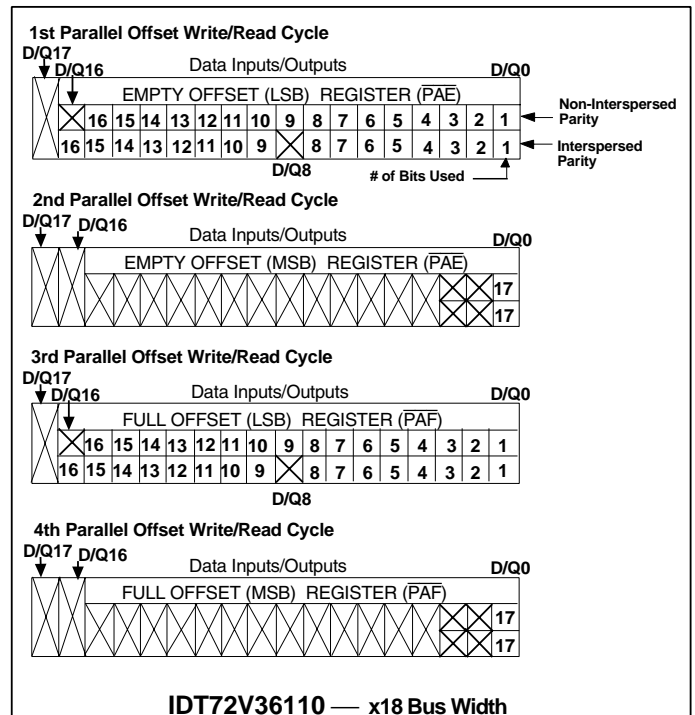 1st Parallel Offset Write/Read Cycle
D/Q17
D/Q16
Data Inputs/Outputs
D/Q0
EMPTY OFFSET (LSB) REGISTER (PAE)
16 15 14 13 12 11 10 9 8 7 6 5 4 3 2 1
Non-Interspersed
Parity
16 15 14 13 12 11 10 9 8 7 6 5 4 3 2 1
Interspersed
Parity
D/Q8
# of Bits Used
2nd Parallel Offset Write/Read Cycle
D/Q17
D/Q16
Data Inputs/Outputs
D/Q0
EMPTY OFFSET (MSB) REGISTER (PAE)
17
17
3rd Parallel Offset Write/Read Cycle
D/Q17
D/Q16
Data Inputs/Outputs
D/Q0
FULL OFFSET (LSB) REGISTER (PAF)
16 15 14 13 12 11 10 9 8 7 6 5 4 3 2 1
16 15 14 13 12 11 10 9 8 7 6 5 4 3 2 1
D/Q8
4th Parallel Offset Write/Read Cycle
D/Q17
D/Q16
Data Inputs/Outputs
D/Q0
FULL OFFSET (MSB) REGISTER (PAF)
17
17
IDT72V36110 — x18 Bus Width